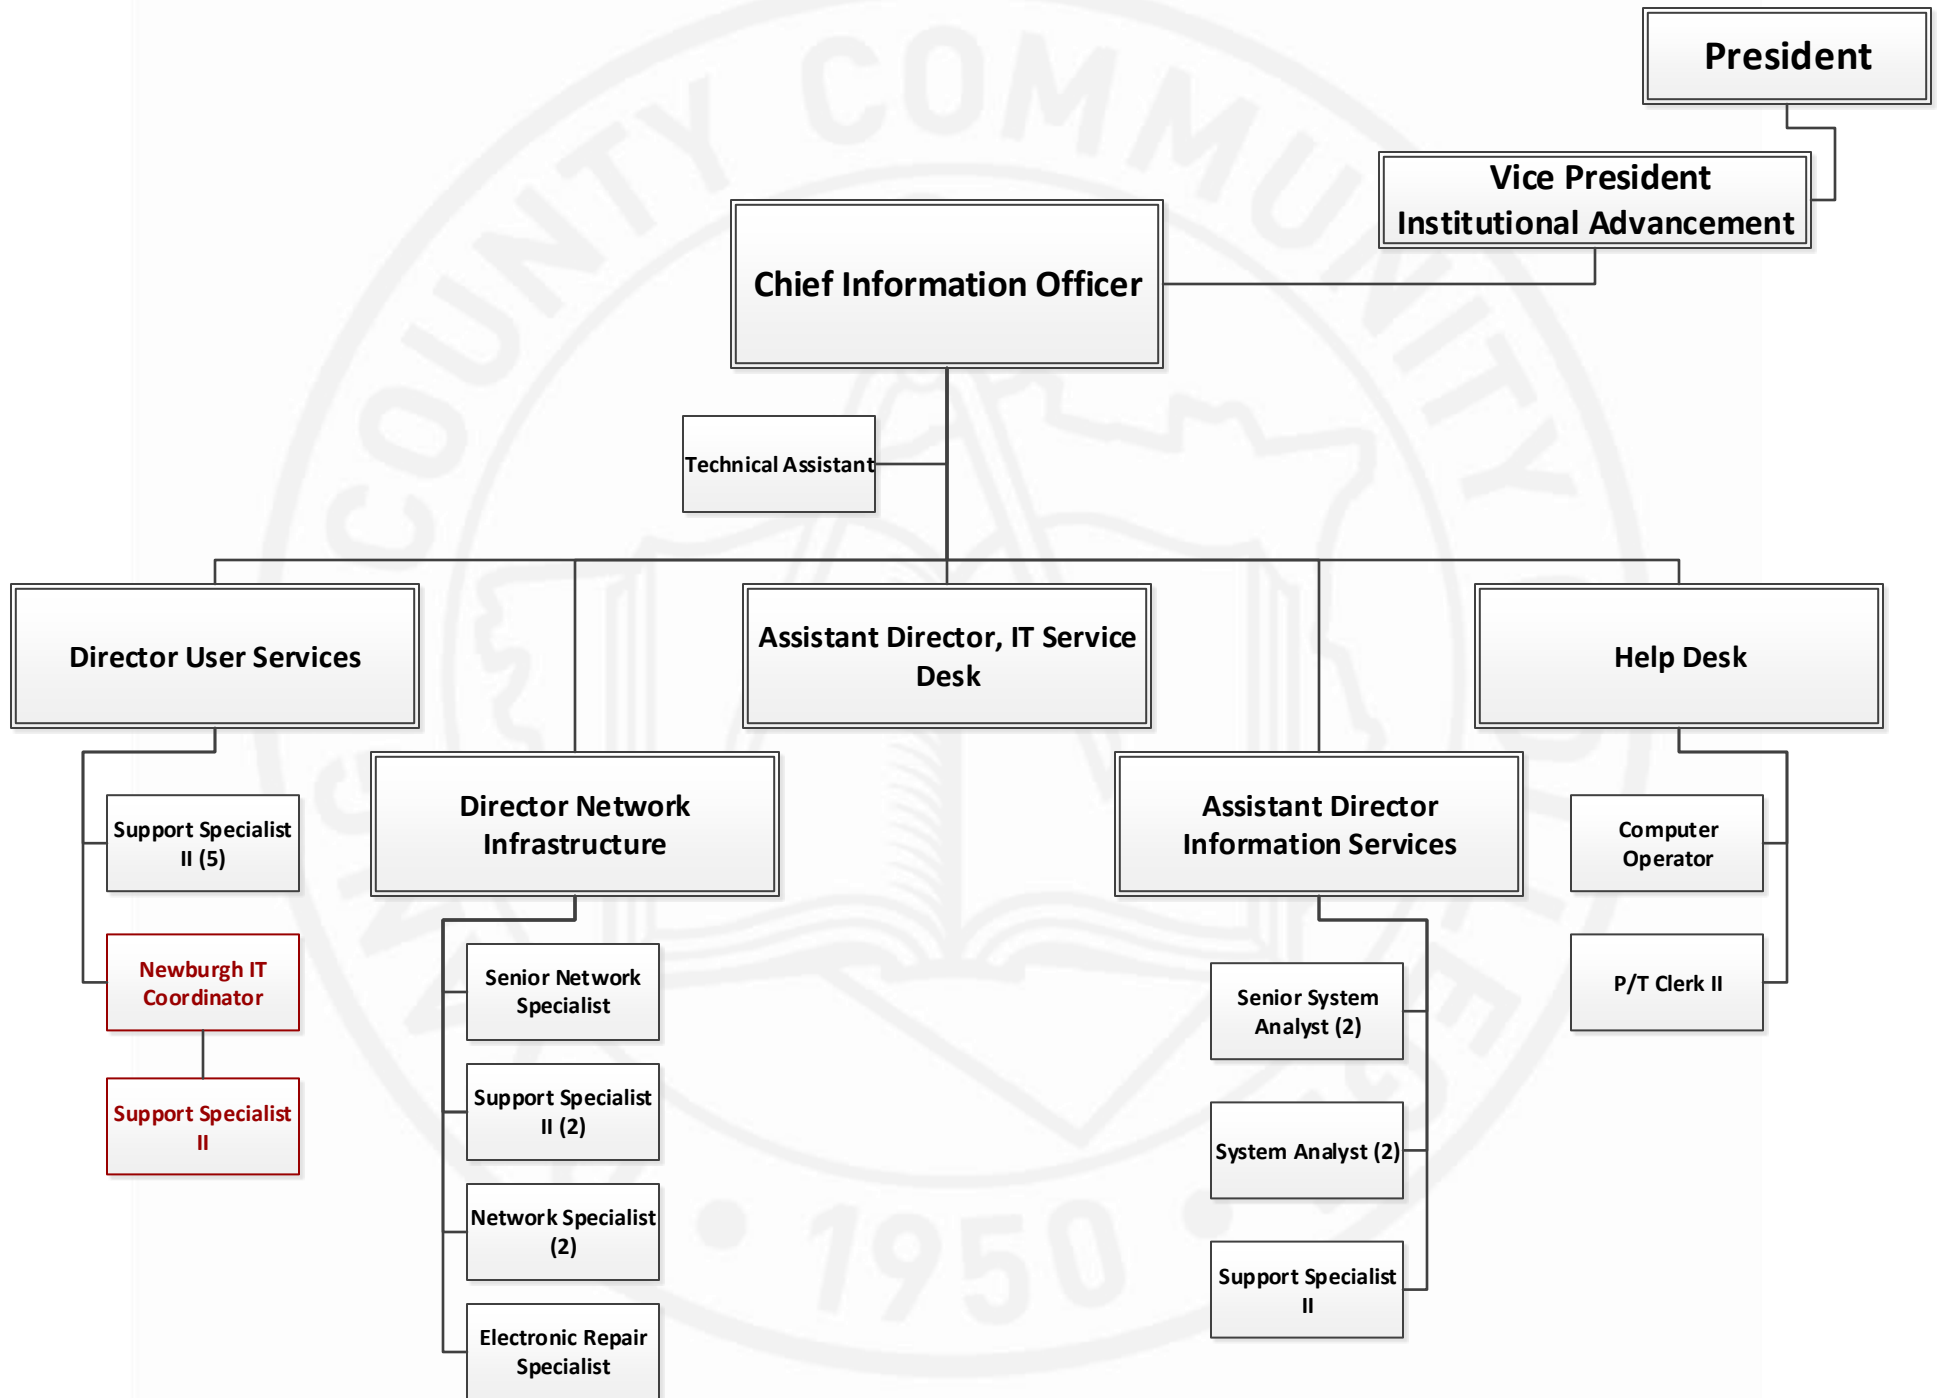 President
Vice President
Institutional Advancement
Chief Information Officer
Technical Assistant
Director User Services
Assistant Director, IT Service
Desk
Help Desk
Director Network
Infrastructure
Assistant Director
Information Services
Support Specialist
II (5)
Newburgh IT
Coordinator
Support Specialist
II
Senior Network
Specialist
Support Specialist
II (2)
Network Specialist
(2)
Electronic Repair
Specialist
Senior System
Analyst (2)
System Analyst (2)
Support Specialist
II
Computer
Operator
P/T Clerk II
COUNTY COMMUNITY
• 1950 •